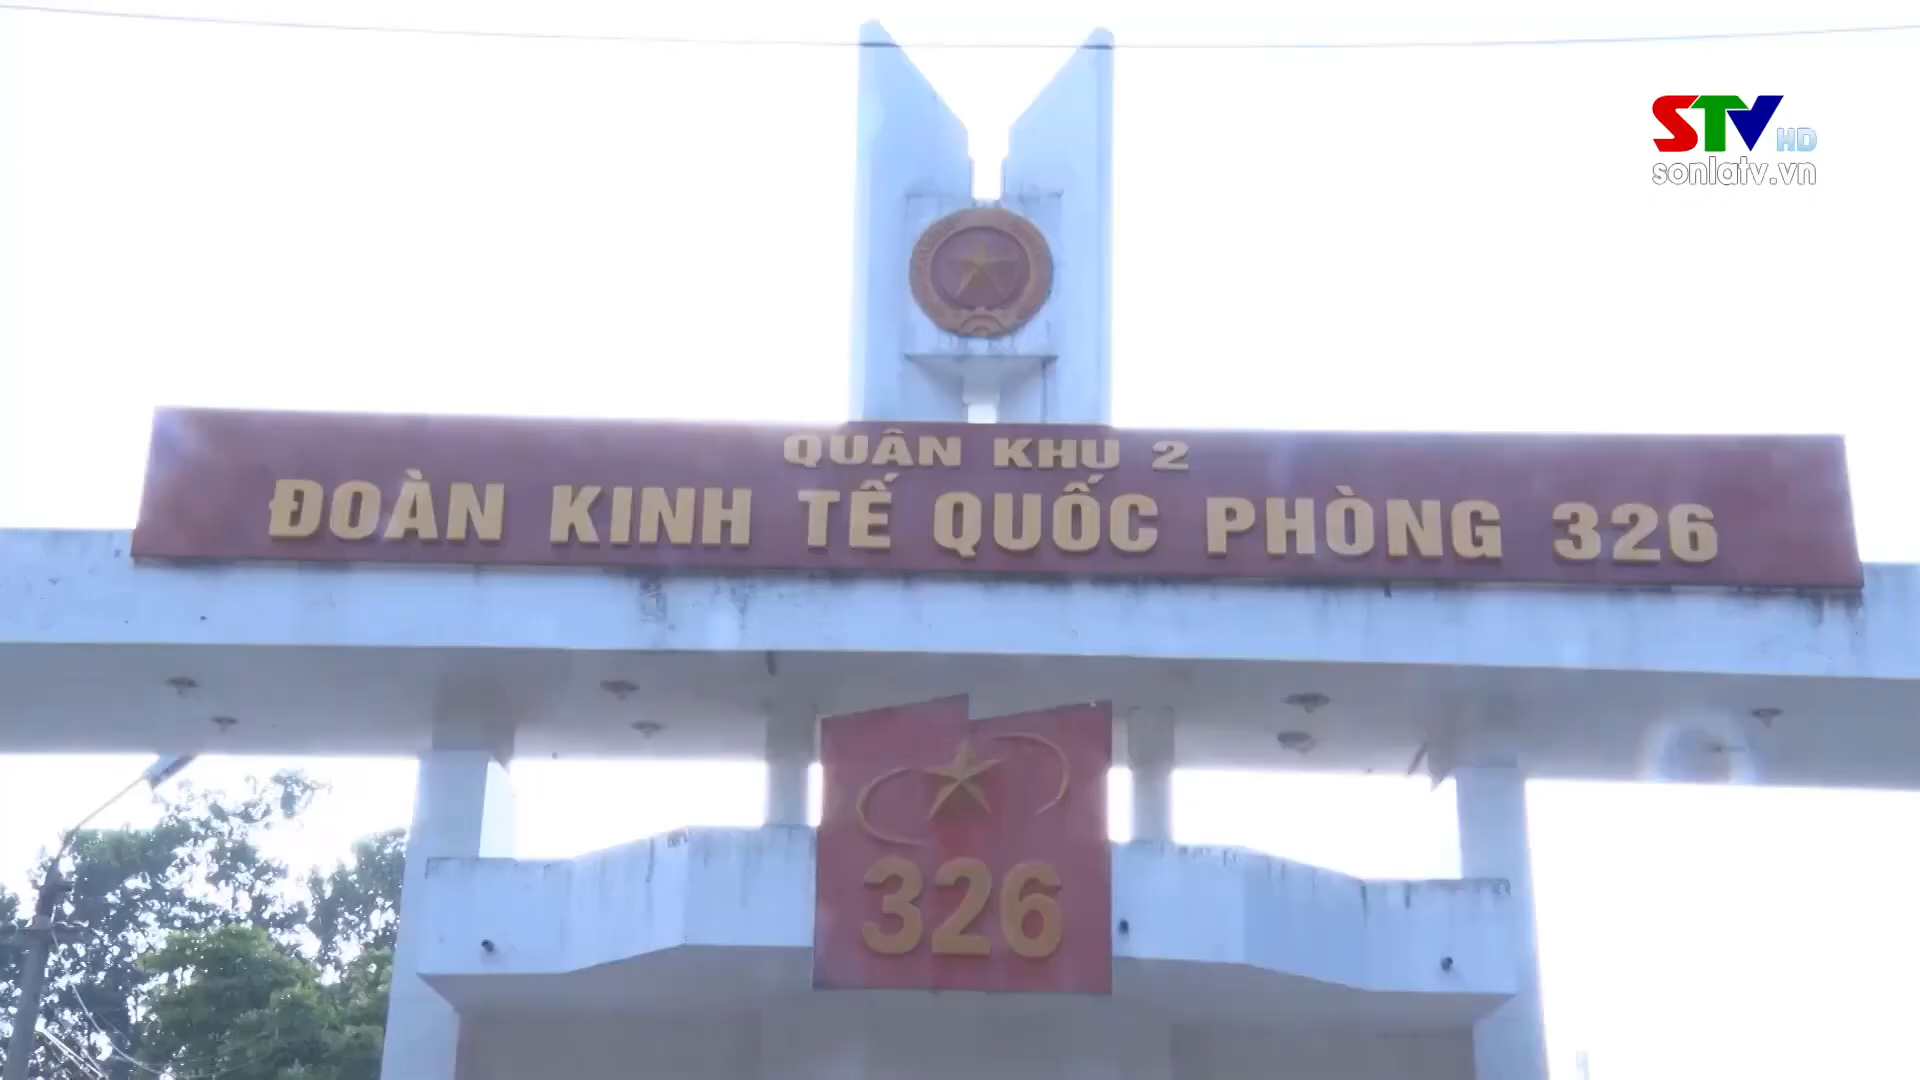 STV HD
sonlatv.vn
QUÂN KHU 2
ĐOÀN KINH TẾ QUỐC PHÒNG 326
326